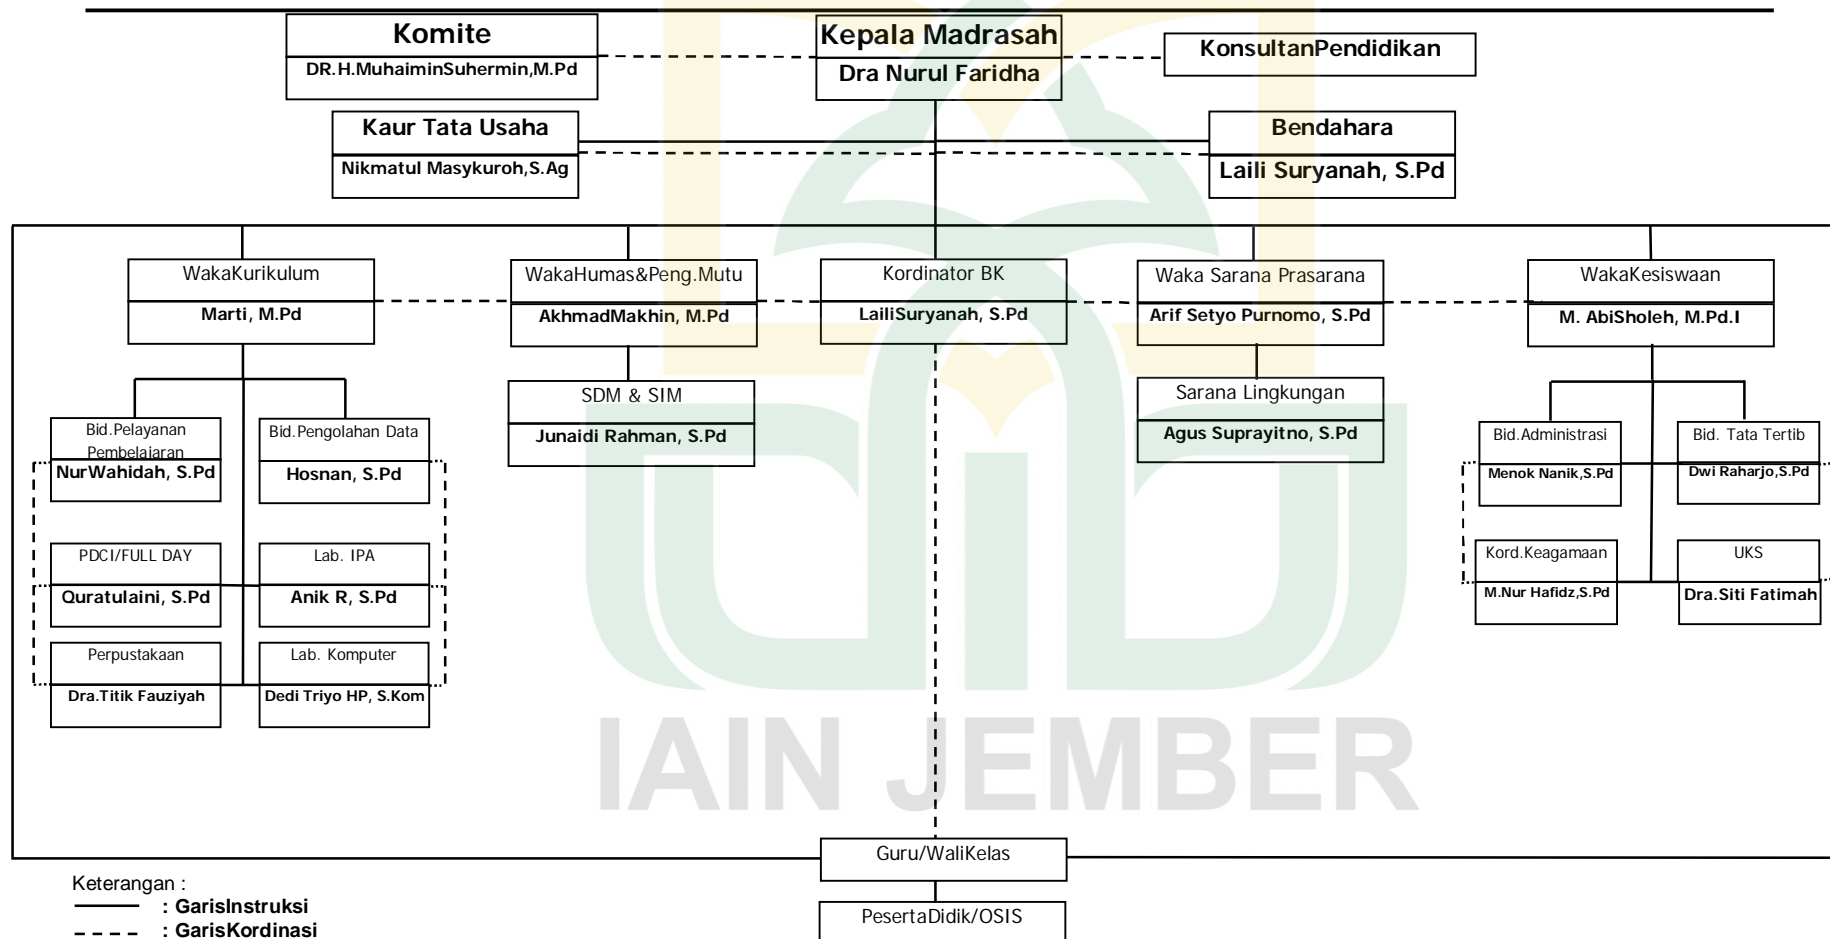 Komite
DR.H.MuhaiminSuhermin,M.Pd
Kepala Madrasah
Dra Nurul Faridha
KonsultanPendidikan
Kaur Tata Usaha
Nikmatul Masykuroh,S.Ag
Bendahara
Laili Suryanah, S.Pd
WakaKurikulum
Marti, M.Pd
WakaHumas&Peng.Mutu
AkhmadMakhin, M.Pd
Kordinator BK
LailiSuryanah, S.Pd
Waka Sarana Prasarana
Arif Setyo Purnomo, S.Pd
WakaKesiswaan
M. AbiSholeh, M.Pd.I
SDM & SIM
Junaidi Rahman, S.Pd
Sarana Lingkungan
Agus Suprayitno, S.Pd
Bid.Pelayanan
Pembelajaran
NurWahidah, S.Pd
Bid.Pengolahan Data
Hosnan, S.Pd
Bid.Administrasi
Menok Nanik,S.Pd
Bid. Tata Tertib
Dwi Raharjo,S.Pd
PDCI/FULL DAY
Quratulaini, S.Pd
Lab. IPA
Anik R, S.Pd
Kord.Keagamaan
M.Nur Hafidz,S.Pd
UKS
Dra.Siti Fatimah
Perpustakaan
Dra.Titik Fauziyah
Lab. Komputer
Dedi Triyo HP, S.Kom
IAIN JEMBER
Guru/WaliKelas
PesertaDidik/OSIS
Keterangan :
: GarisInstruksi
: GarisKordinasi